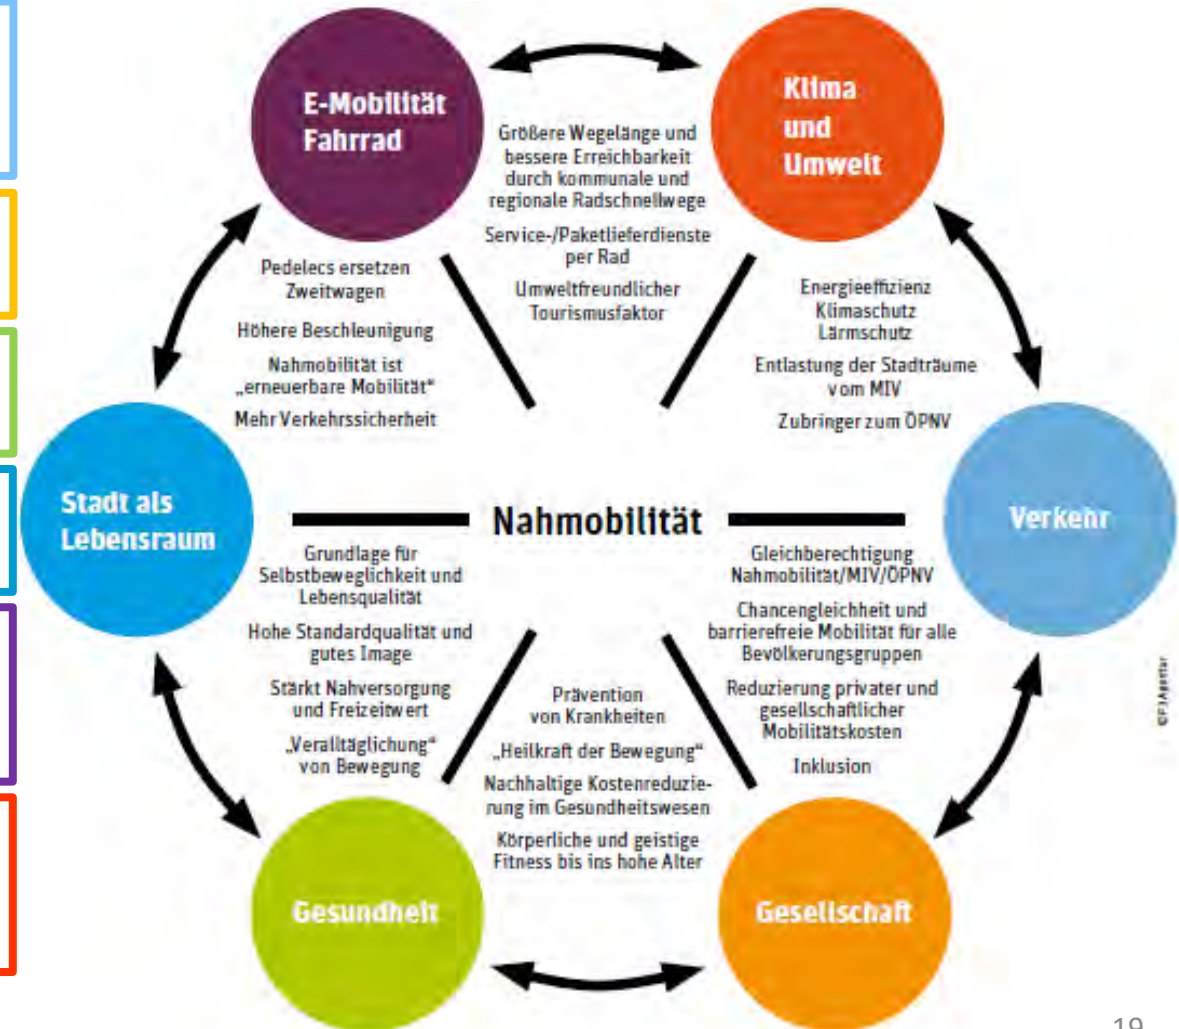 E-Mobilität
Fahrrad
Klima
und
Umwelt
Größere Wegelänge und
bessere Erreichbarkeit
durch kommunale und
regionale Radschnellwege
Service-/Paketlieferdienste
per Rad
Umweltfreundlicher
Tourismusfaktor
Pedelecs ersetzen
Zweitwagen
Höhere Beschleunigung
Nahmobilität ist
„erneuerbare Mobilität“
Mehr Verkehrssicherheit
Energieeffizienz
Klimaschutz
Lärmschutz
Entlastung der Stadträume
vom MIV
Zubringer zum ÖPNV
Stadt als
Lebensraum
Nahmobilität
Verkehr
Grundlage für
Selbstbeweglichkeit und
Lebensqualität
Hohe Standardqualität und
gutes Image
Stärkt Nahversorgung
und Freizeitwert
„Veralltäglichung“
von Bewegung
Gleichberechtigung
Nahmobilität/MIV/ÖPNV
Chancengleichheit und
barrierefreie Mobilität für alle
Bevölkerungsgruppen
Reduzierung privater und
gesellschaftlicher
Mobilitätskosten
Inklusion
Prävention
von Krankheiten
„Heilkraft der Bewegung“
Nachhaltige Kostenreduzie-
rung im Gesundheitswesen
Körperliche und geistige
Fitness bis ins hohe Alter
Gesundheit
Gesellschaft
19